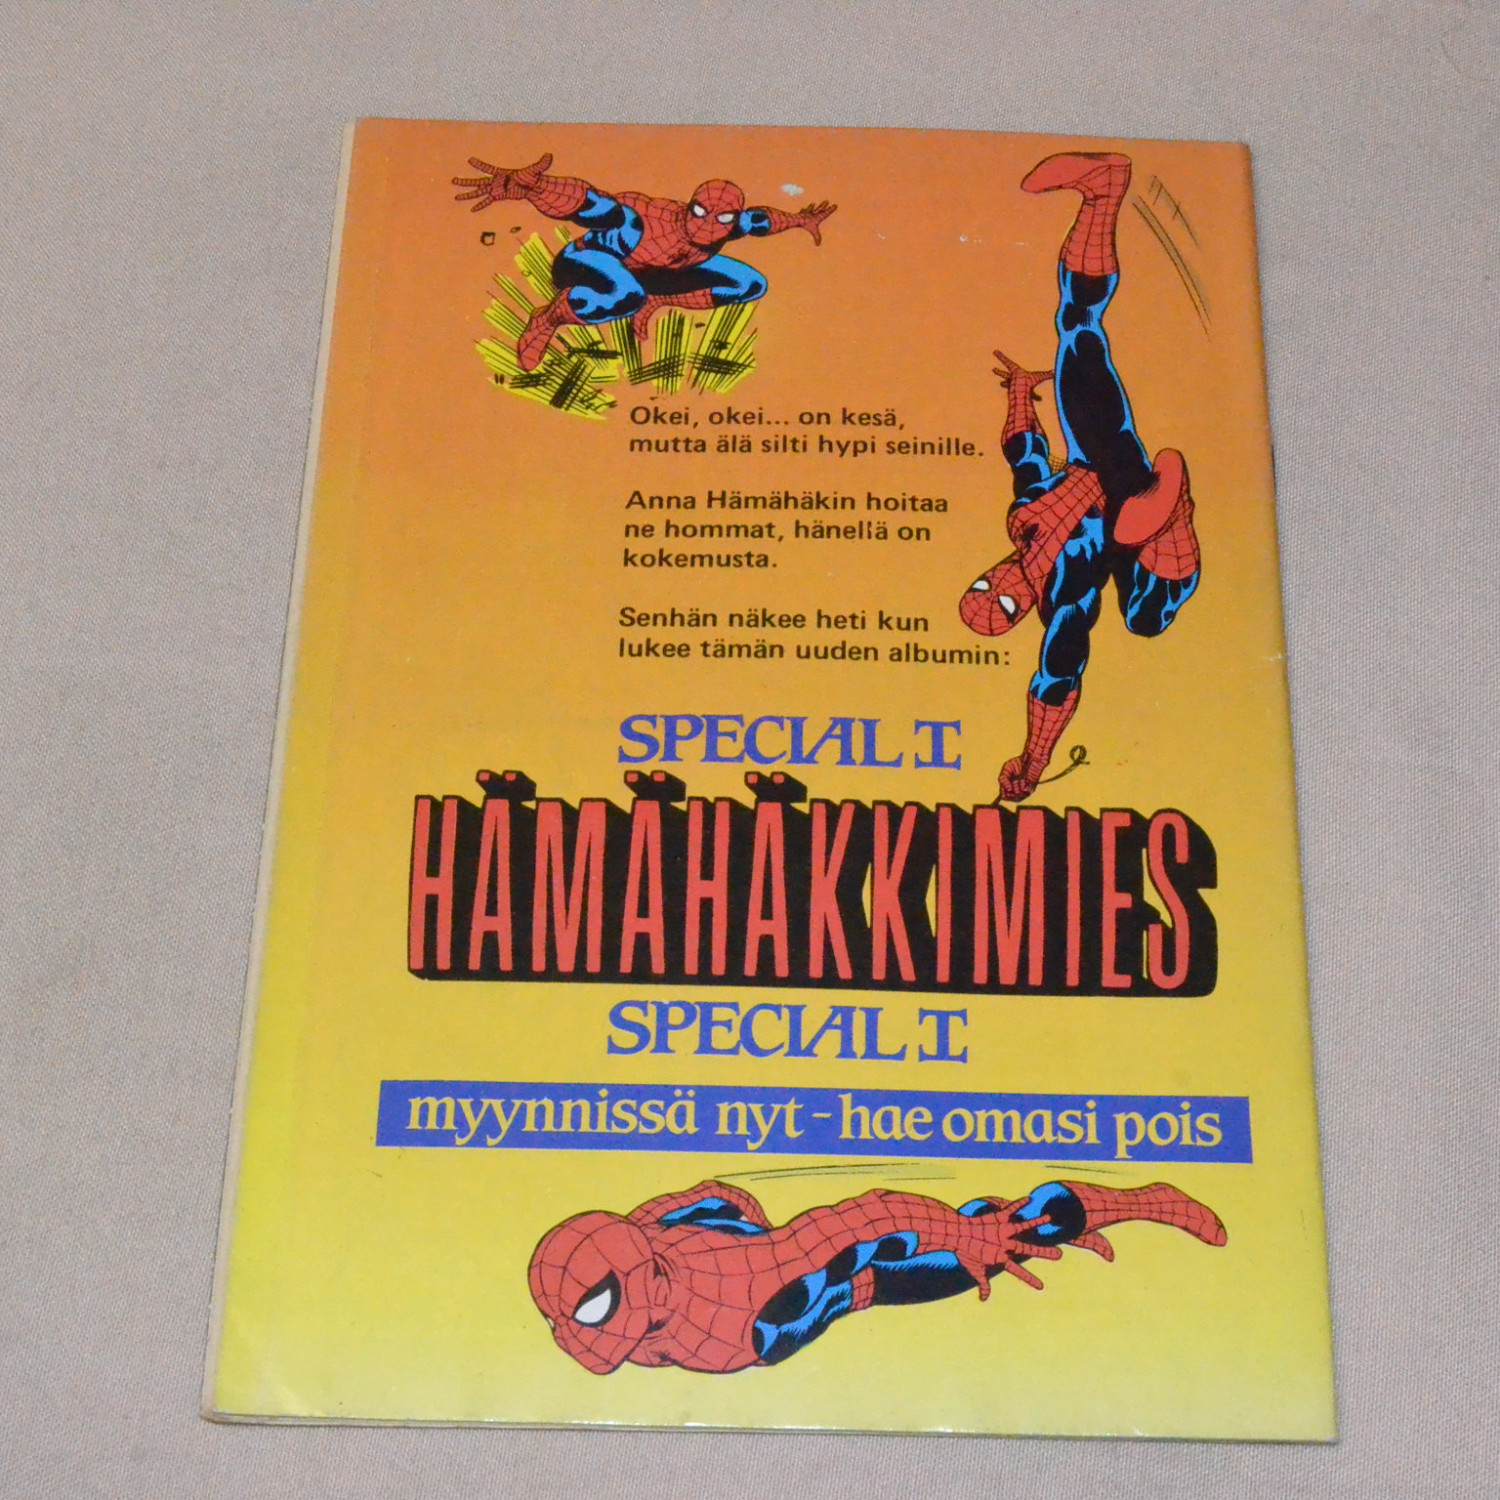 Okei, okei... on kesä,
mutta älä silti hypi seinille.
Anna Hämähäkin hoitaa
ne hommat, hänellä on
kokemusta.
Senhän näkee heti kun
lukee tämän uuden albumin:
SPECIAL I
HÄMÄHÄKKIMIES
SPECIAL I
myynnissä nyt - hae omasi pois